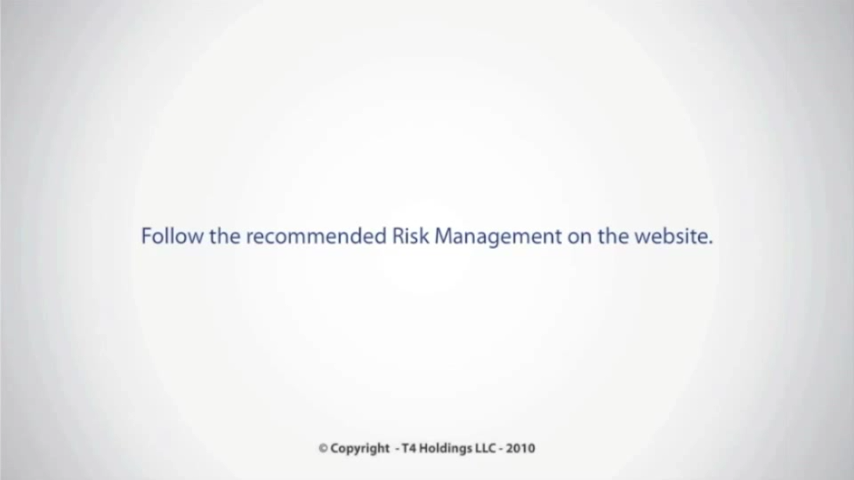 Follow the recommended Risk Management on the website.
© Copyright - T4 Holdings LLC - 2010